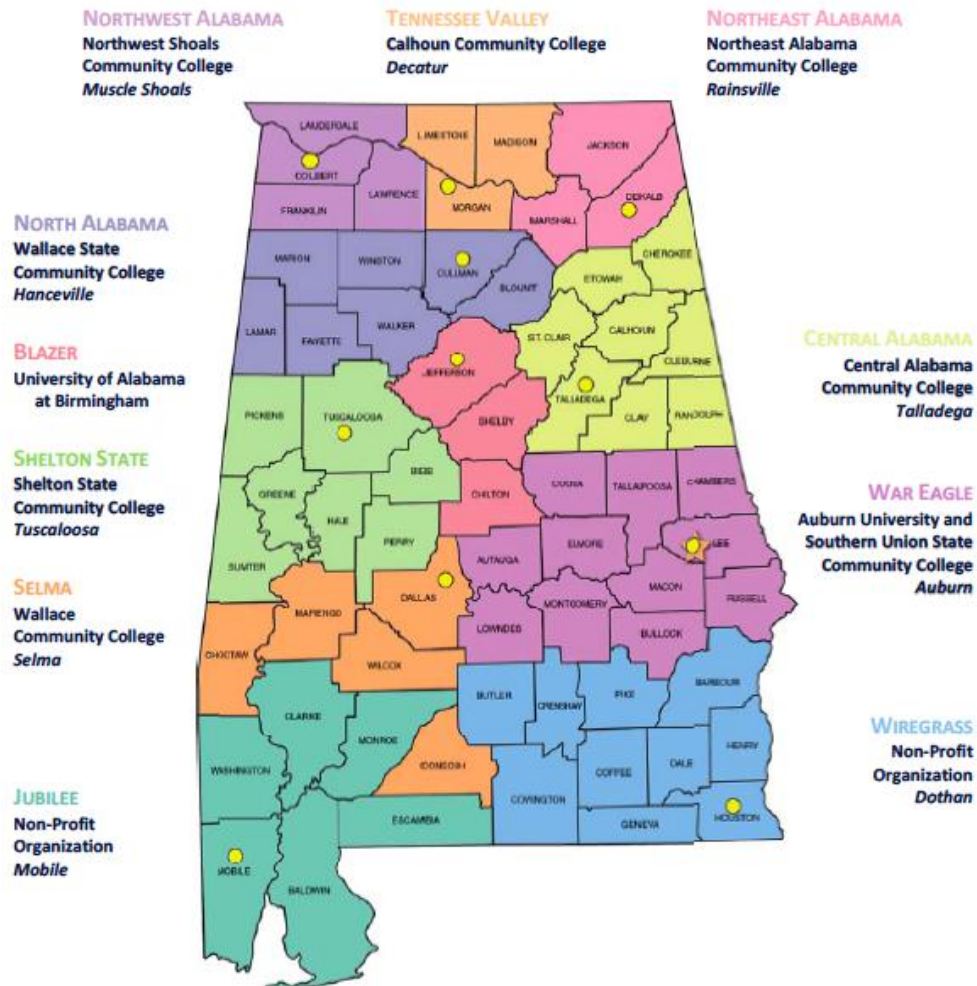 NORTHWEST ALABAMA
Northwest Shoals
Community College
Muscle Shoals
TENNESSEE VALLEY
Calhoun Community College
Decatur
NORTHEAST ALABAMA
Northeast Alabama
Community College
Rainsville
NORTH ALABAMA
Wallace State
Community College
Hanceville
BLAZER
University of Alabama
at Birmingham
SHELTON STATE
Shelton State
Community College
Tuscaloosa
SELMA
Wallace
Community College
Selma
JUBILEE
Non-Profit
Organization
Mobile
CENTRAL ALABAMA
Central Alabama
Community College
Talladega
WAR EAGLE
Auburn University and
Southern Union State
Community College
Auburn
WIREGRASS
Non-Profit
Organization
Dothan
LAUDERDALE
LIMESTONE
MADISON
JACKSON
COLBERT
LAWRENCE
MORGAN
DEKALB
FRANKLIN
MARSHALL
MARION
WINSTON
CULLMAN
BLOUNT
ETOWAH
CHEROKEE
LAMAR
FAYETTE
WALKER
ST. CLAIR
CALHOUN
CLEBURNE
JEFFERSON
TALLADEGA
PICKENS
TUSCALOOSA
SHELBY
CLAY
RANDOLPH
BIBB
GREENE
HALE
PERRY
CHILTON
COOSA
TALLAPOOSA
CHAMBERS
SUMTER
AUTAUGA
ELMORE
LEE
MARENGO
DALLAS
MACON
RUSSELL
LOWNDES
MONTGOMERY
BULLOCK
CHOCTAW
WILCOX
BUTLER
CRENSHAW
PIKE
BARBOUR
CLARKE
MONROE
WASHINGTON
COVINGTON
COFFEE
DALE
HENRY
ESCAMBIA
GENEVA
HOUSTON
MOBILE
BALDWIN